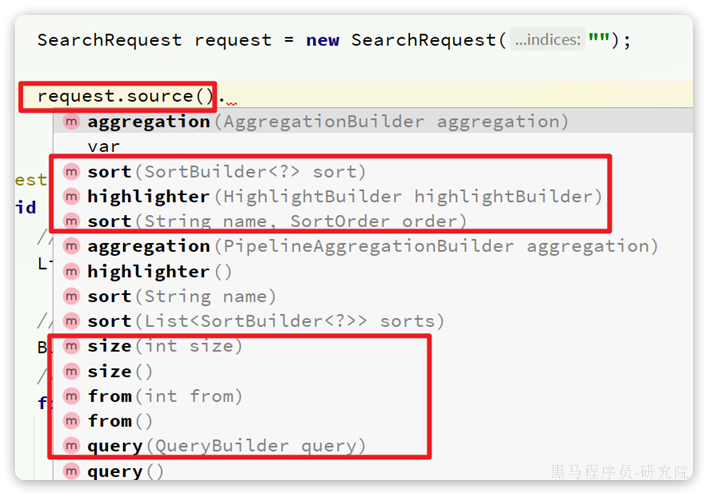 SearchRequest request = new SearchRequest( ...indices: "");
request.source().
m aggregation(AggregationBuilder aggregation)
var
m sort(SortBuilder<?> sort)
est
m highlighter(HighlightBuilder highlightBuilder)
id
m sort(String name, SortOrder order)
//
m aggregation(PipelineAggregationBuilder aggregation)
m highlighter()
m sort(String name)
//
m sort(List<SortBuilder<?>> sorts)
m size(int size)
m size()
m from(int from)
m from()
m query(QueryBuilder query)
m query()
黑马程序员-研究院